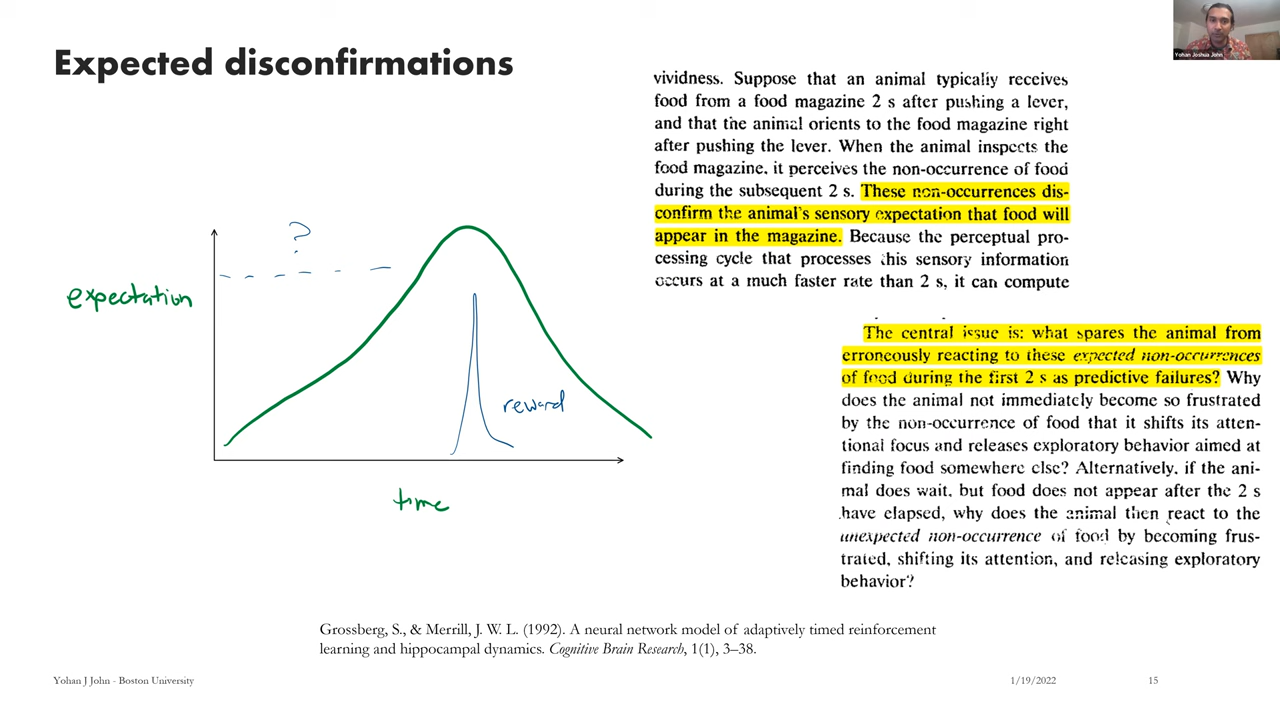 Expected disconfirmations
Yohan Joshua John
vividness. Suppose that an animal typically receives
food from a food magazine 2 s after pushing a lever,
and that the animal orients to the food magazine right
after pushing the lever. When the animal inspects the
food magazine, it perceives the non-occurrence of food
during the subsequent 2 s. These non-occurrences dis-
confirm the animal's sensory expectation that food will
appear in the magazine. Because the perceptual pro-
cessing cycle that processes this sensory information
occurs at a much faster rate than 2 s, it can compute
?
expectation
reward
time
The central issue is: what spares the animal from
erroneously reacting to these expected non-occurrences
of food during the first 2 s as predictive failures? Why
does the animal not immediately become so frustrated
by the non-occurrence of food that it shifts its atten-
tional focus and releases exploratory behavior aimed at
finding food somewhere else? Alternatively, if the ani-
mal does wait, but food does not appear after the 2 s
have elapsed, why does the animal then react to the
unexpected non-occurrence of food by becoming frus-
trated, shifting its attention, and releasing exploratory
behavior?
Grossberg, S., & Merrill, J. W. L. (1992). A neural network model of adaptively timed reinforcement
learning and hippocampal dynamics. Cognitive Brain Research, 1(1), 3–38.
Yohan J John - Boston University
1/19/2022
15